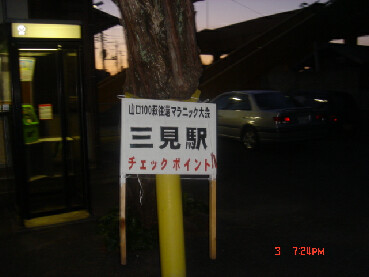 山口100萩往還マラニック大会
三見駅
チェックポイント
3 7:24PM